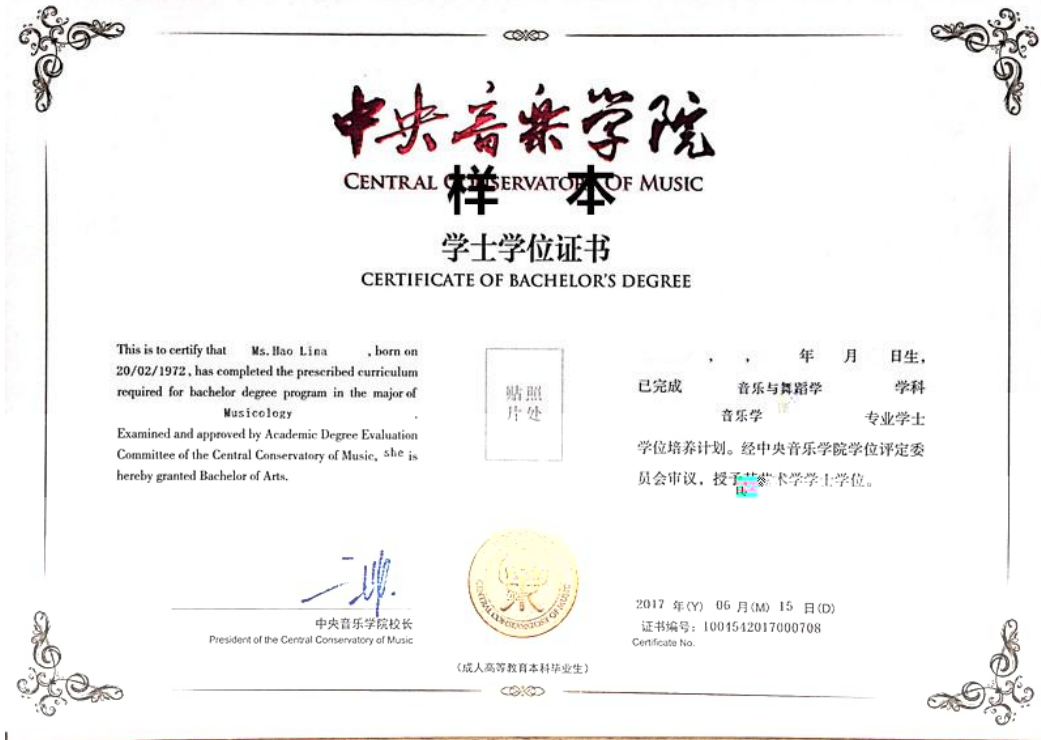 中央音乐学院
CENTRAL CONSERVATORY OF MUSIC
样 本
学士学位证书
CERTIFICATE OF BACHELOR'S DEGREE
This is to certify that Ms. Hao Lina , born on
20/02/1972 , has completed the prescribed curriculum
required for bachelor degree program in the major of
Musicology .
Examined and approved by Academic Degree Evaluation
Committee of the Central Conservatory of Music, she is
hereby granted Bachelor of Arts.
贴照
片处
, , 年 月 日生,
已完成 音乐与舞蹈学 学科
音乐学 专业学士
学位培养计划。经中央音乐学院学位评定委
员会审议,授予 术学学士学位。
中央音乐学院校长
President of the Central Conservatory of Music
CENTRAL CONSERVATORY OF MUSIC
2017 年(Y) 06 月(M) 15 日(D)
证书编号: 1004542017000708
Certificate No.
(成人高等教育本科毕业生)